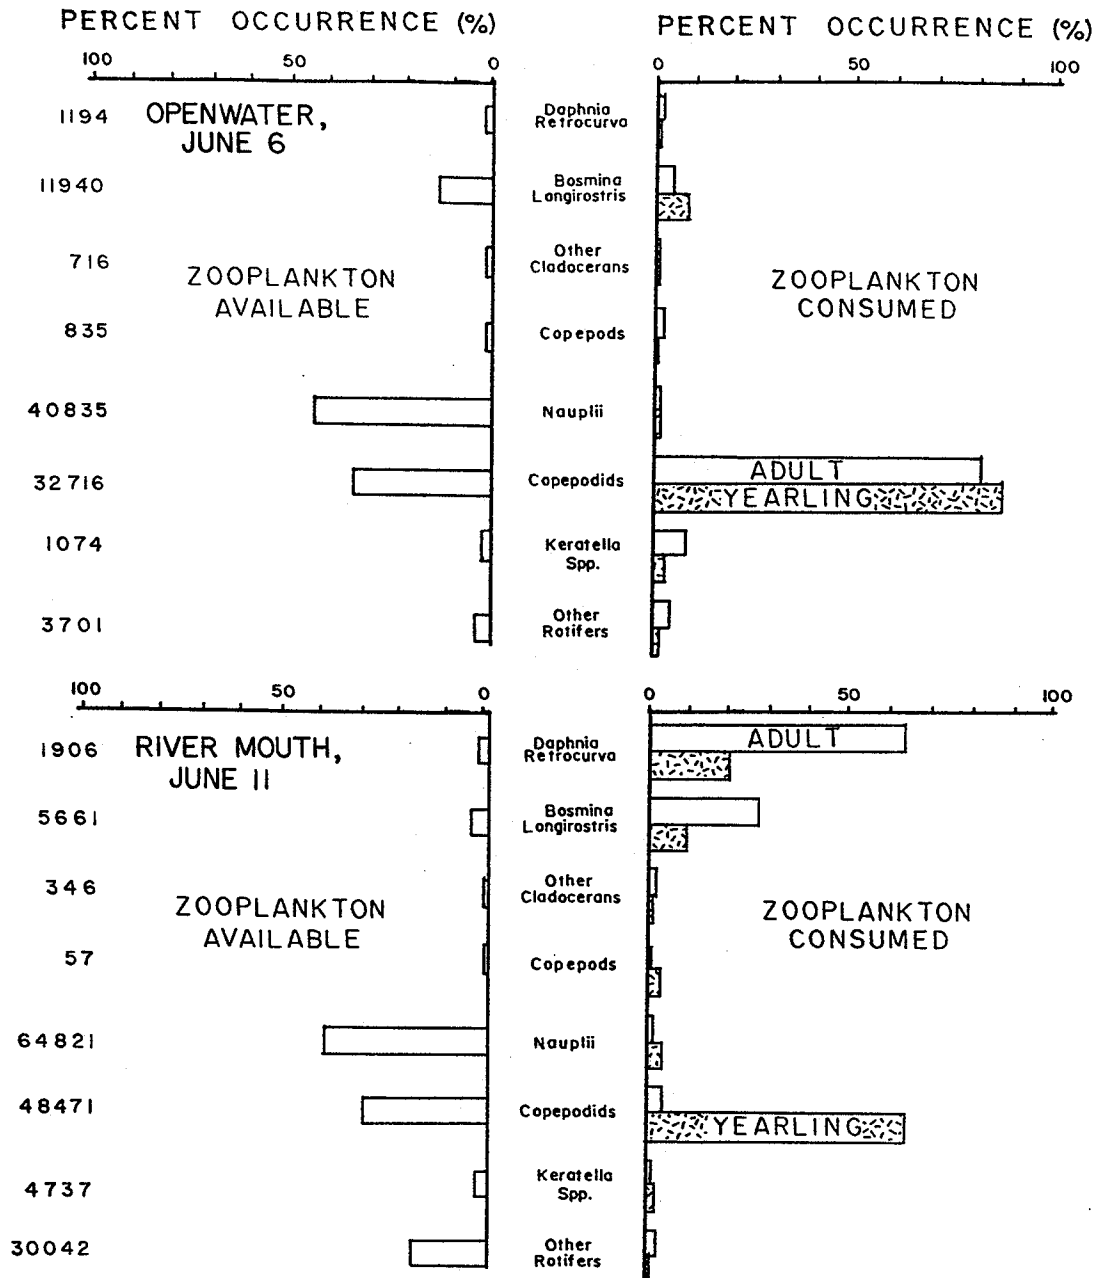 PERCENT OCCURRENCE (%)
PERCENT OCCURRENCE (%)
100 50 0
0 50 100
OPENWATER,
JUNE 6
1194
Daphnia
Retrocurva
11940
Bosmina
Longirostris
716
Other
Cladocerans
ZOOPLANKTON
AVAILABLE
ZOOPLANKTON
CONSUMED
835
Copepods
40835
Nauplii
32716
Copepodids
ADULT
YEARLING
1074
Keratella
Spp.
3701
Other
Rotifers
100 50 0
0 50 100
RIVER MOUTH,
JUNE 11
1906
Daphnia
Retrocurva
ADULT
5661
Bosmina
Longirostris
346
Other
Cladocerans
ZOOPLANKTON
AVAILABLE
ZOOPLANKTON
CONSUMED
57
Copepods
64821
Nauplii
48471
Copepodids
YEARLING
4737
Keratella
Spp.
30042
Other
Rotifers